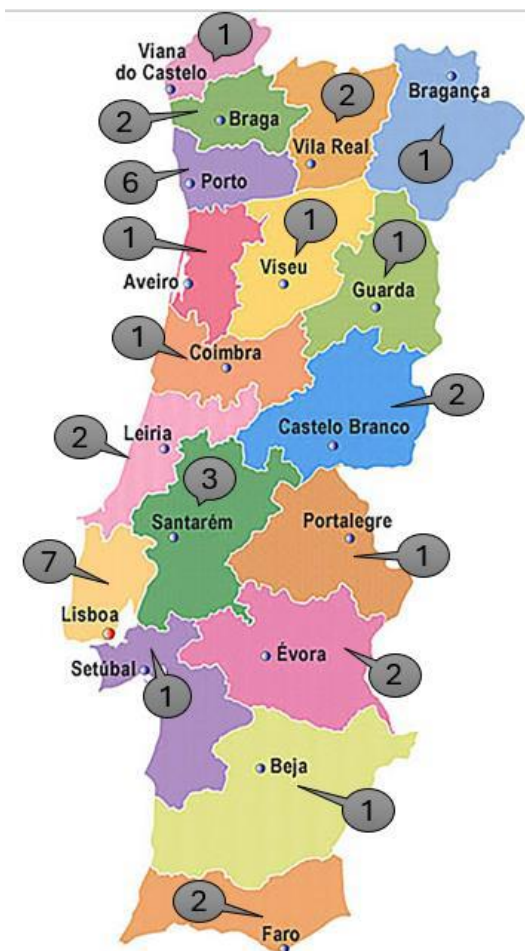 1
Viana
do Castelo
2
Braga
2
Vila Real
Bragança
1
6
Porto
1
Aveiro
1
Viseu
1
Guarda
1
Coimbra
2
Leiria
2
Castelo Branco
3
Santarém
Portalegre
1
7
Lisboa
Setúbal
1
Évora
2
Beja
1
2
Faro